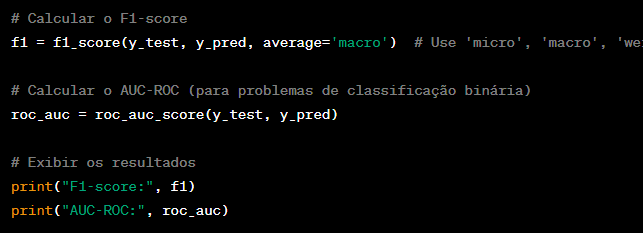 # Calcular o F1-score
f1 = f1_score(y_test, y_pred, average='macro')  # Use 'micro', 'macro',
# Calcular o AUC-ROC (para problemas de classificação binária)
roc_auc = roc_auc_score(y_test, y_pred)
# Exibir os resultados
print("F1-score:", f1)
print("AUC-ROC:", roc_auc)